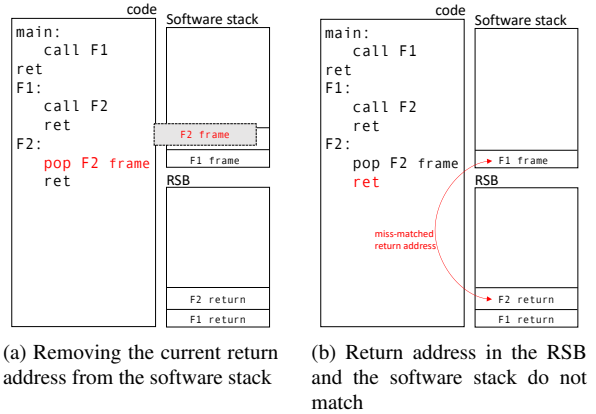 code
Software stack
main:
call F1
ret
F1:
call F2
ret
F2:
pop F2 frame
ret
F2 frame
F1 frame
RSB
F2 return
F1 return
(a) Removing the current return
address from the software stack
code
Software stack
main:
call F1
ret
F1:
call F2
ret
F2:
pop F2 frame
ret
F1 frame
RSB
miss-matched
return address
F2 return
F1 return
(b) Return address in the RSB
and the software stack do not
match